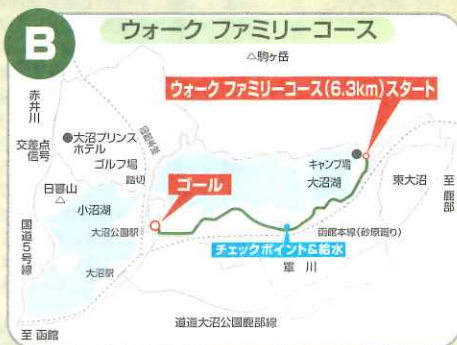 B
ウォーク ファミリーコース
△駒ヶ岳
ウォーク ファミリーコース(6.3km)スタート
赤井川
交差点
信号
●大沼プリンス
ホテル
ゴルフ場
踏切
日暮山
△
小沼湖
ゴール
キャンプ場
大沼湖
東大沼
至鹿部
国道5号線
大沼公園駅
函館本線(砂原廻り)
チェックポイント&給水
軍川
大沼駅
道道大沼公園鹿部線
至 函館